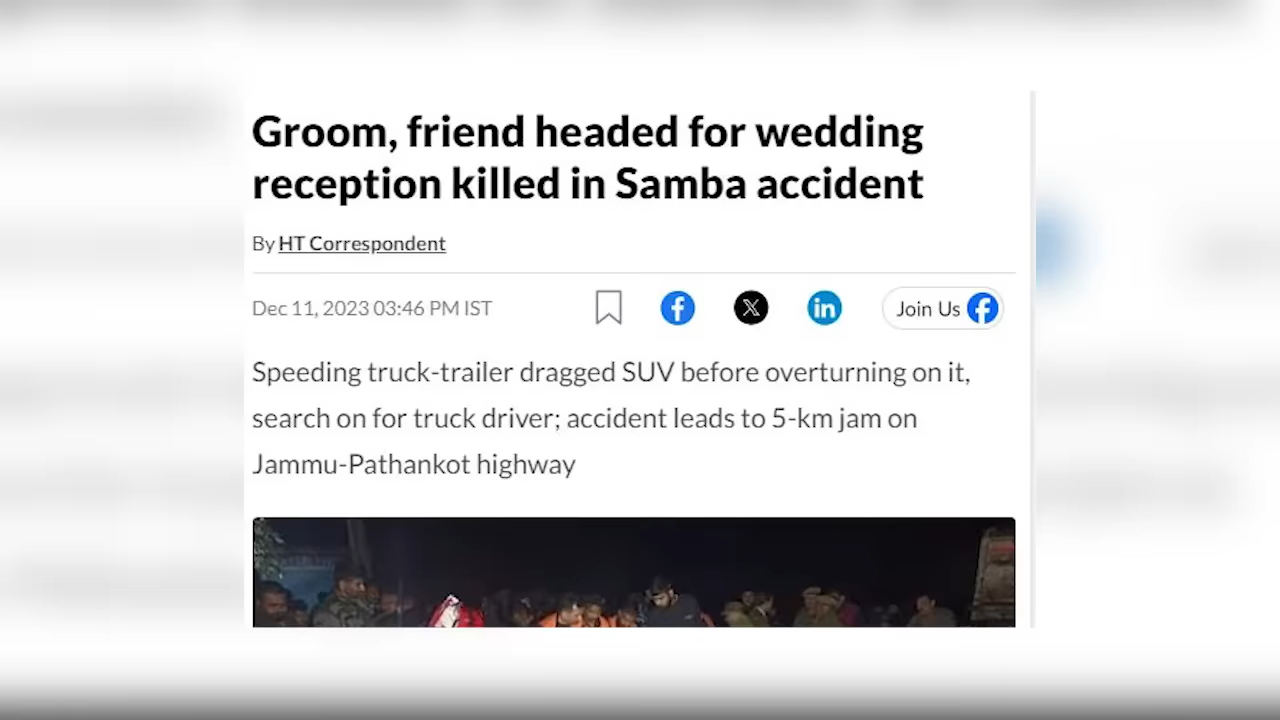 Groom, friend headed for wedding
reception killed in Samba accident
By HT Correspondent
Dec 11, 2023 03:46 PM IST
Join Us
Speeding truck-trailer dragged SUV before overturning on it,
search on for truck driver; accident leads to 5-km jam on
Jammu-Pathankot highway